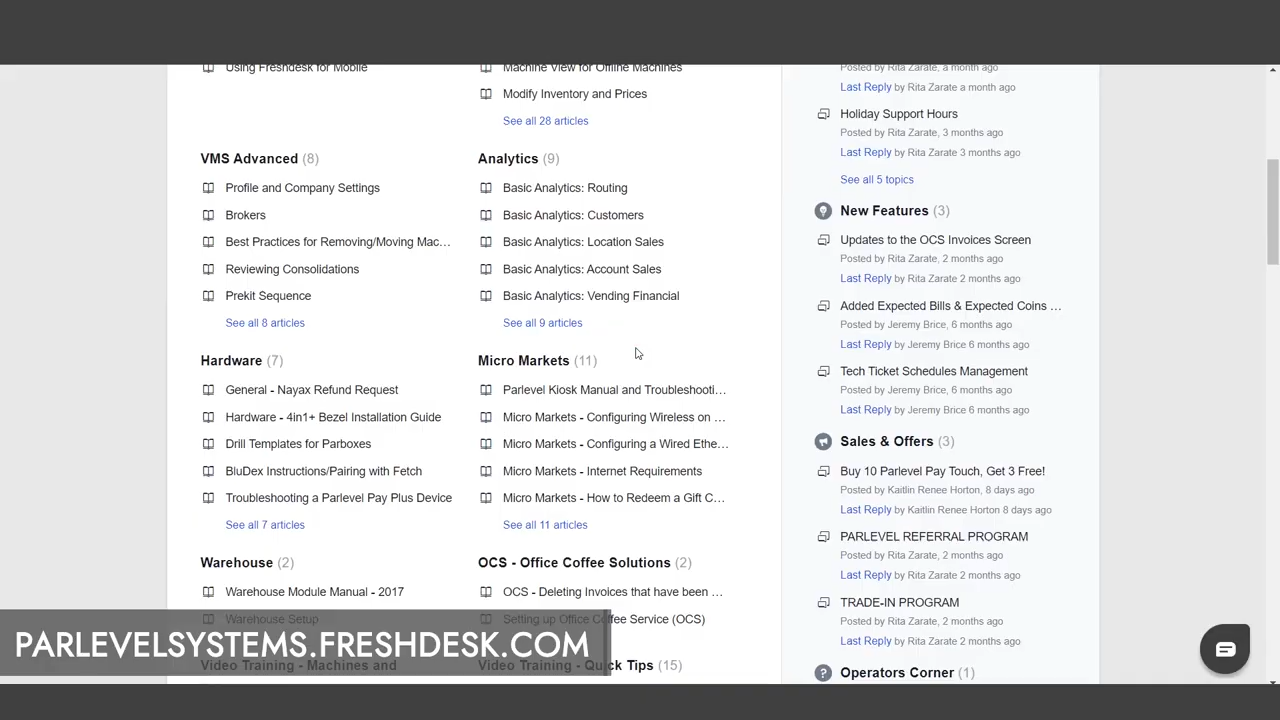 Using Freshdesk for Mobile
VMS Advanced (8)
Profile and Company Settings
Brokers
Best Practices for Removing/Moving Mac…
Reviewing Consolidations
Prekit Sequence
See all 8 articles
Hardware (7)
General - Nayax Refund Request
Hardware - 4in1+ Bezel Installation Guide
Drill Templates for Parboxes
BluDex Instructions/Pairing with Fetch
Troubleshooting a Parlevel Pay Plus Device
See all 7 articles
Warehouse (2)
Warehouse Module Manual - 2017
Warehouse Setup
Video Training - Machines and
Machine View for Offline Machines
Modify Inventory and Prices
See all 28 articles
Analytics (9)
Basic Analytics: Routing
Basic Analytics: Customers
Basic Analytics: Location Sales
Basic Analytics: Account Sales
Basic Analytics: Vending Financial
See all 9 articles
Micro Markets (11)
Parlevel Kiosk Manual and Troubleshooti…
Micro Markets - Configuring Wireless on …
Micro Markets - Configuring a Wired Ethe…
Micro Markets - Internet Requirements
Micro Markets - How to Redeem a Gift C…
See all 11 articles
OCS - Office Coffee Solutions (2)
OCS - Deleting Invoices that have been …
Setting up Office Coffee Service (OCS)
Video Training - Quick Tips (15)
Posted by Rita Zarate, a month ago
Last Reply by Rita Zarate a month ago
Holiday Support Hours
Posted by Rita Zarate, 3 months ago
Last Reply by Rita Zarate 3 months ago
See all 5 topics
New Features (3)
Updates to the OCS Invoices Screen
Posted by Rita Zarate, 2 months ago
Last Reply by Rita Zarate 2 months ago
Added Expected Bills & Expected Coins …
Posted by Jeremy Brice, 6 months ago
Last Reply by Jeremy Brice 6 months ago
Tech Ticket Schedules Management
Posted by Jeremy Brice, 6 months ago
Last Reply by Jeremy Brice 6 months ago
Sales & Offers (3)
Buy 10 Parlevel Pay Touch, Get 3 Free!
Posted by Kaitlin Renee Horton, 8 days ago
Last Reply by Kaitlin Renee Horton 8 days ago
PARLEVEL REFERRAL PROGRAM
Posted by Rita Zarate, 2 months ago
Last Reply by Rita Zarate 2 months ago
TRADE-IN PROGRAM
Posted by Rita Zarate, 2 months ago
Last Reply by Rita Zarate 2 months ago
Operators Corner (1)
PARLEVELSYSTEMS.FRESHDESK.COM